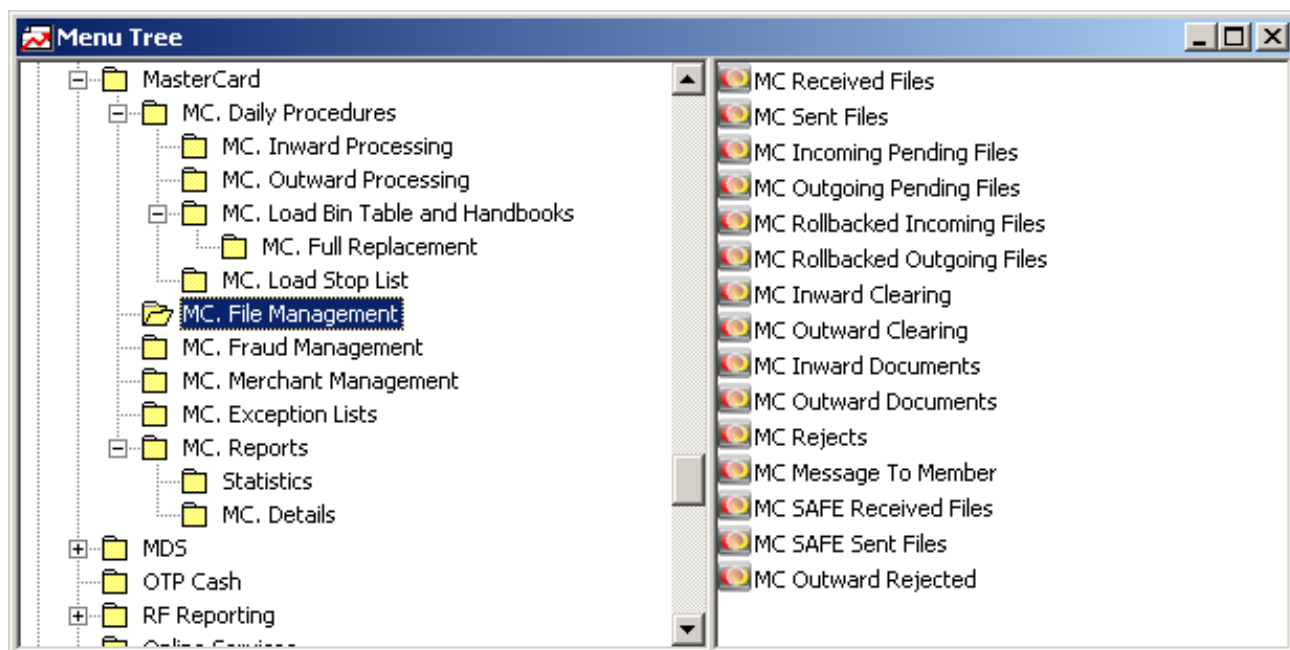 Menu Tree
MasterCard
MC. Daily Procedures
MC. Inward Processing
MC. Outward Processing
MC. Load Bin Table and Handbooks
MC. Full Replacement
MC. Load Stop List
MC. File Management
MC. Fraud Management
MC. Merchant Management
MC. Exception Lists
MC. Reports
Statistics
MC. Details
MDS
OTP Cash
RF Reporting
MC Received Files
MC Sent Files
MC Incoming Pending Files
MC Outgoing Pending Files
MC Rollbacked Incoming Files
MC Rollbacked Outgoing Files
MC Inward Clearing
MC Outward Clearing
MC Inward Documents
MC Outward Documents
MC Rejects
MC Message To Member
MC SAFE Received Files
MC SAFE Sent Files
MC Outward Rejected